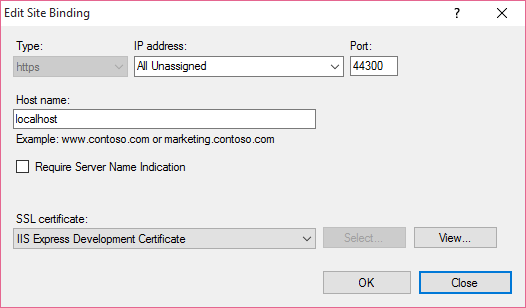 Edit Site Binding
?
Type:
IP address:
Port:
https
All Unassigned
44300
Host name:
localhost
Example: www.contoso.com or marketing.contoso.com
Require Server Name Indication
SSL certificate:
IIS Express Development Certificate
Select...
View...
OK
Close